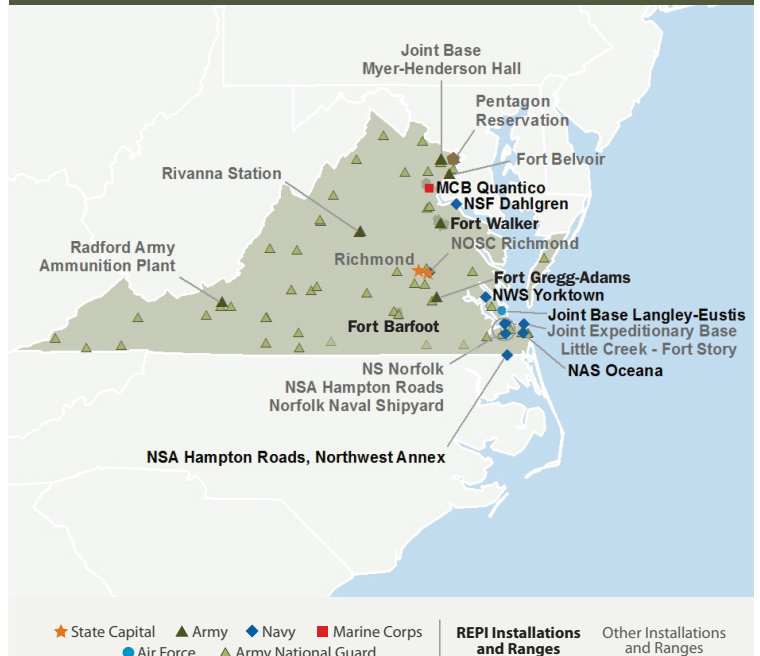 Joint Base
Myer-Henderson Hall
Pentagon
Reservation
Rivanna Station
Fort Belvoir
MCB Quantico
NSF Dahlgren
Fort Walker
NOSC Richmond
Richmond
Radford Army
Ammunition Plant
Fort Gregg-Adams
NWS Yorktown
Joint Base Langley-Eustis
Fort Barfoot
Joint Expeditionary Base
Little Creek - Fort Story
NS Norfolk
NSA Hampton Roads
Norfolk Naval Shipyard
NAS Oceana
NSA Hampton Roads, Northwest Annex
State Capital Army Navy Marine Corps
Air Force Army National Guard
REPI Installations
and Ranges
Other Installations
and Ranges